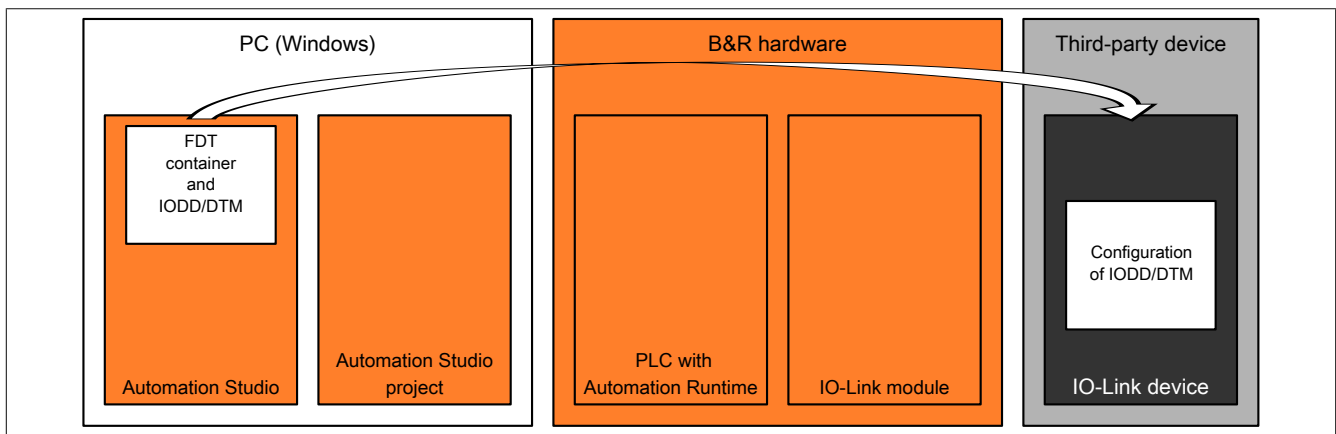 PC (Windows)
B&R hardware
Third-party device
FDT
container
and
IODD/DTM
Automation Studio
Automation Studio
project
PLC with
Automation Runtime
IO-Link module
Configuration
of IODD/DTM
IO-Link device